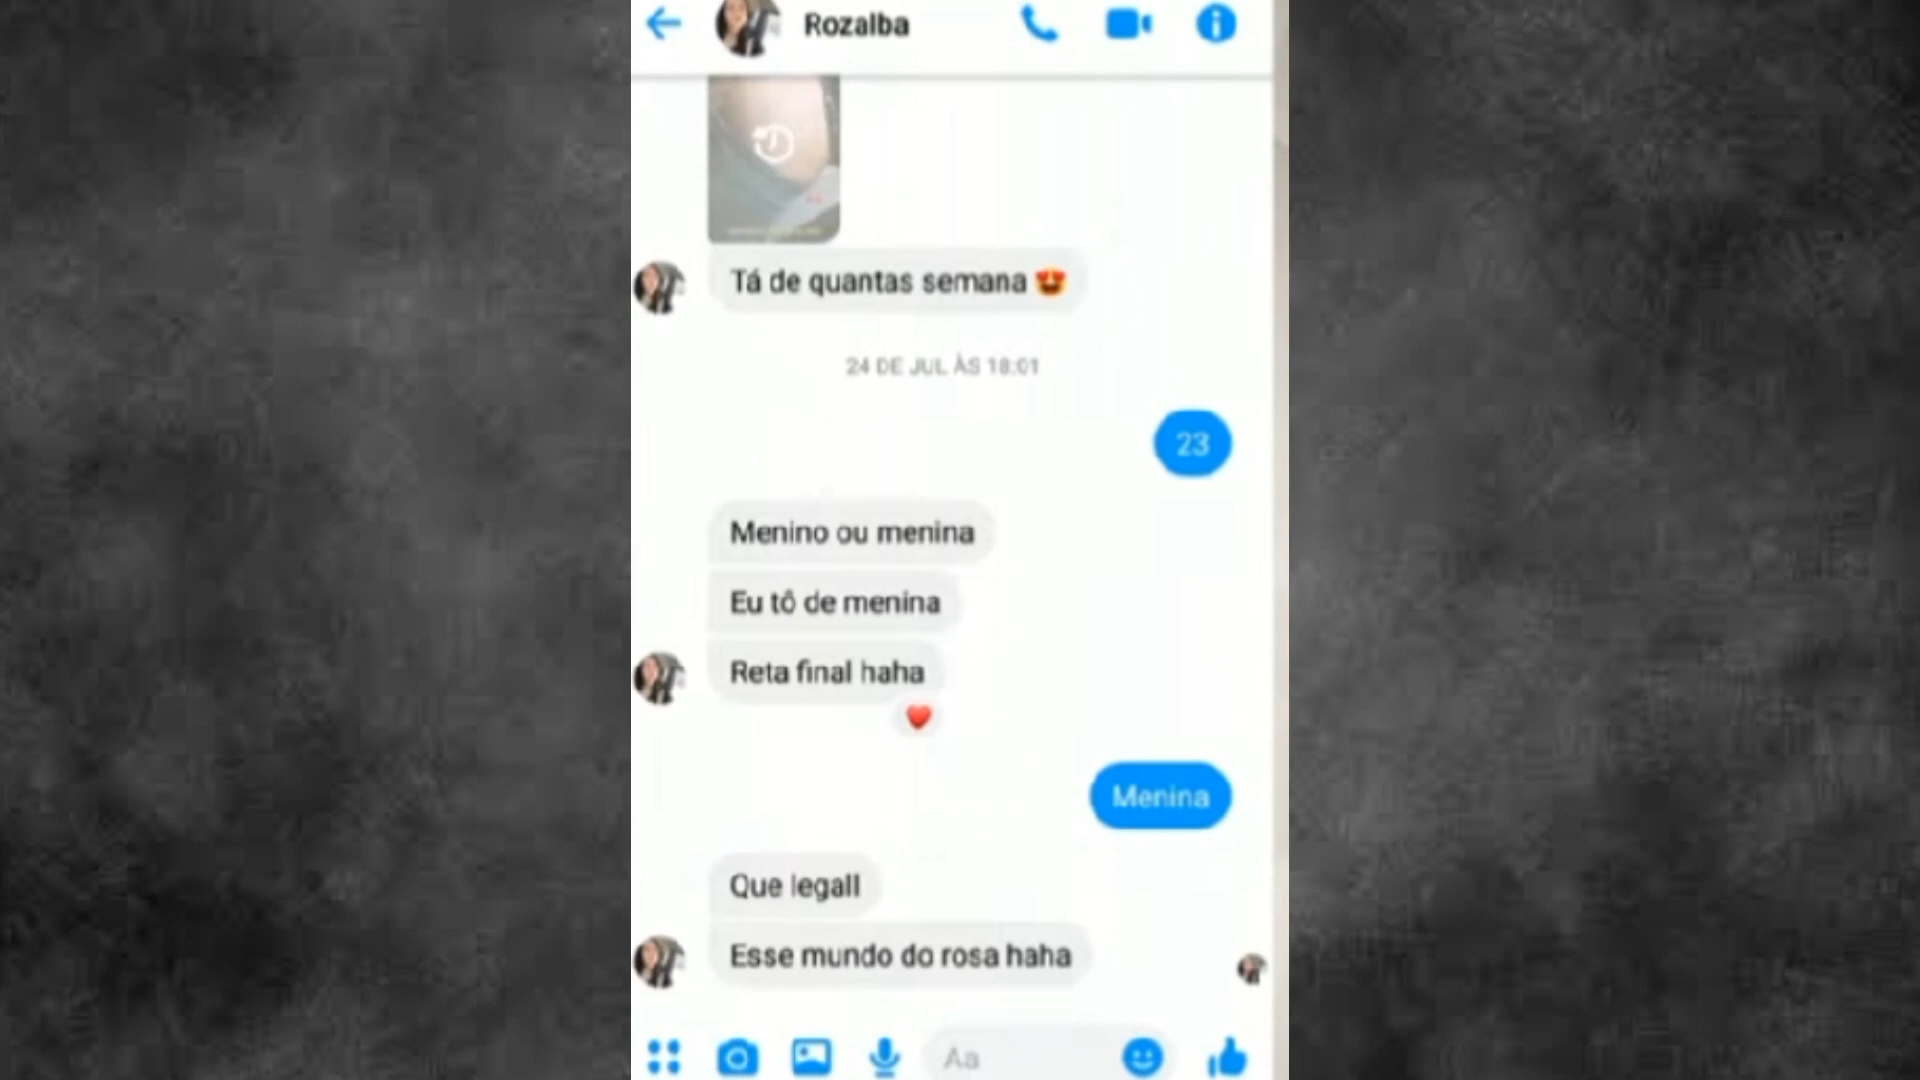 Rozalba
Tá de quantas semana 🤩
24 DE JUL ÀS 18:01
23
Menino ou menina
Eu tô de menina
Reta final haha
Menina
Que legall
Esse mundo do rosa haha
Aa